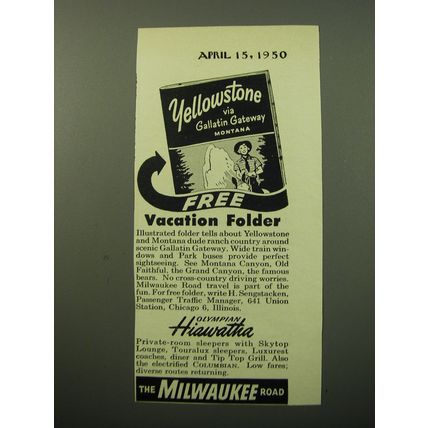 APRIL 15, 1950
Yellowstone
via
Gallatin Gateway
MONTANA
FREE
Vacation Folder
Illustrated folder tells about Yellowstone
and Montana dude ranch country around
scenic Gallatin Gateway. Wide train win-
dows and Park buses provide perfect
sightseeing. See Montana Canyon, Old
Faithful, the Grand Canyon, the famous
bears. No cross-country driving worries.
Milwaukee Road travel is part of the
fun. For free folder, write H. Sengstacken,
Passenger Traffic Manager, 641 Union
Station, Chicago 6, Illinois.
OLYMPIAN
Hiawatha
Private-room sleepers with Skytop
Lounge, Touralux sleepers, Luxurest
coaches, diner and Tip Top Grill. Also
the electrified COLUMBIAN. Low fares;
diverse routes returning.
THE MILWAUKEE ROAD